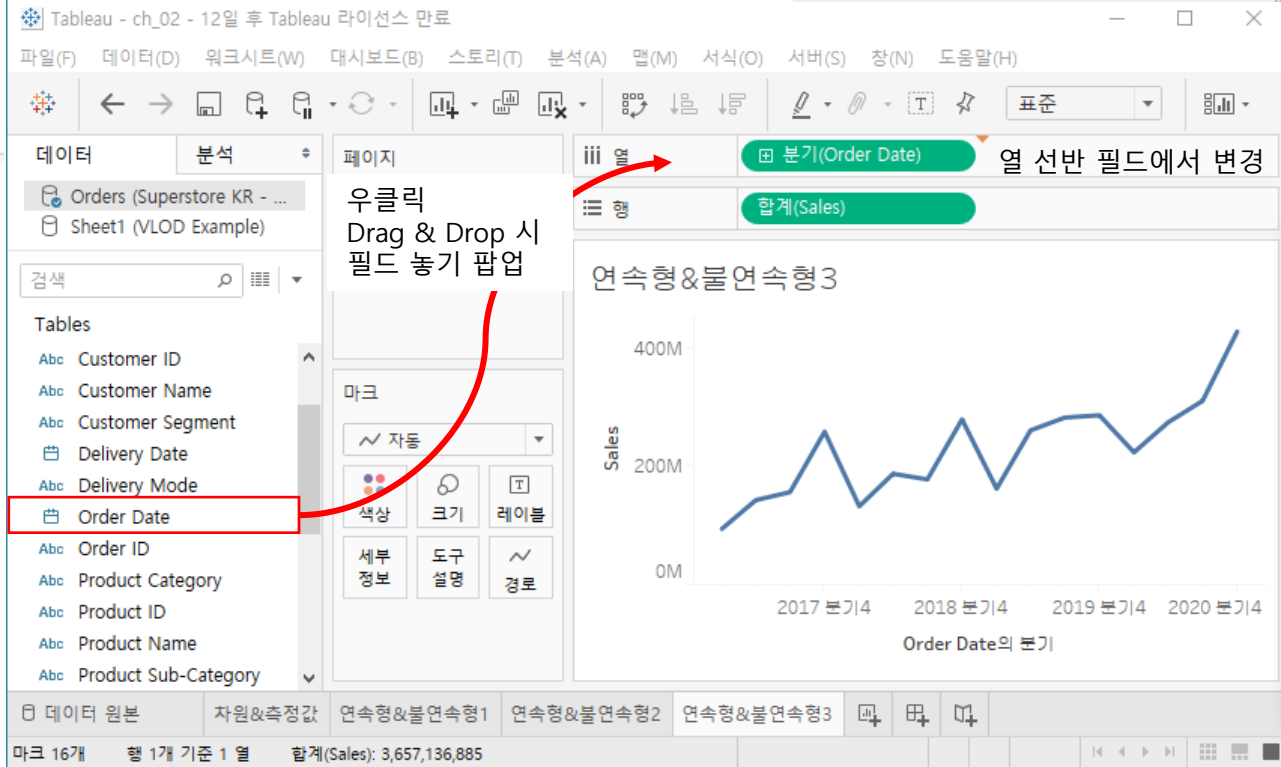 Tableau - ch_02 - 12일 후 Tableau 라이선스 만료
파일(F) 데이터(D) 워크시트(W) 대시보드(B) 스토리(T) 분석(A) 맵(M) 서식(O) 서버(S) 창(N) 도움말(H)
표준
데이터 분석
Orders (Superstore KR - ...
Sheet1 (VLOD Example)
검색
Tables
Abc Customer ID
Abc Customer Name
Abc Customer Segment
Delivery Date
Abc Delivery Mode
Order Date
Abc Order ID
Abc Product Category
Abc Product ID
Abc Product Name
Abc Product Sub-Category
페이지
우클릭
Drag & Drop 시
필드 놓기 팝업
마크
자동
색상 크기 레이블
세부 정보 도구 설명 경로
열 분기(Order Date) 열 선반 필드에서 변경
행 합계(Sales)
연속형&불연속형3
400M
200M
0M
Sales
2017 분기4 2018 분기4 2019 분기4 2020 분기4
Order Date의 분기
데이터 원본 차원&측정값 연속형&불연속형1 연속형&불연속형2 연속형&불연속형3
마크 16개 행 1개 기준 1 열 합계(Sales): 3,657,136,885